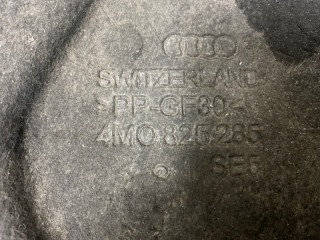 SWITZERLAND
>PP-GF30<
4M0 825 285
SE5